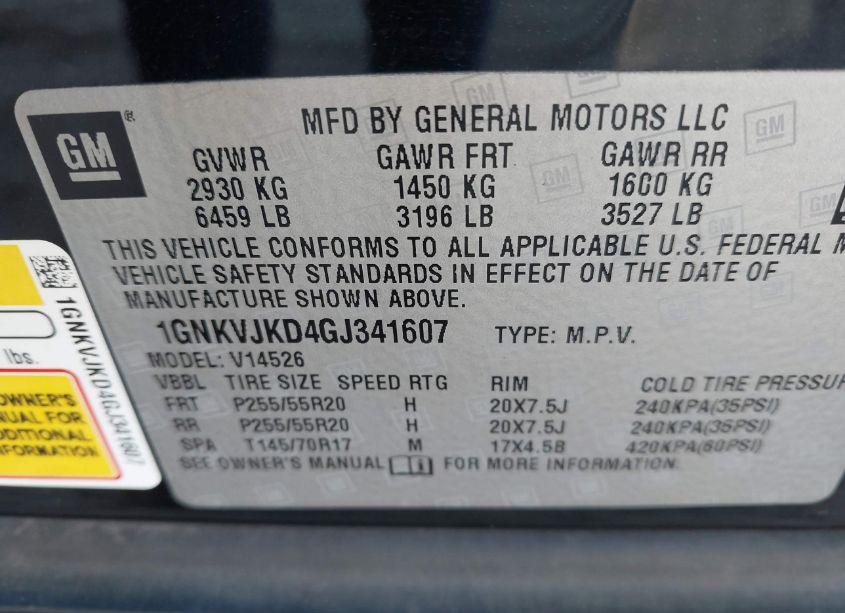 GM
®
MFD BY GENERAL MOTORS LLC
GVWR GAWR FRT GAWR RR
2930 KG 1450 KG 1600 KG
6459 LB 3196 LB 3527 LB
THIS VEHICLE CONFORMS TO ALL APPLICABLE U.S. FEDERAL M
VEHICLE SAFETY STANDARDS IN EFFECT ON THE DATE OF
MANUFACTURE SHOWN ABOVE.
1GNKVJKD4GJ341607 TYPE: M.P.V.
MODEL: V14526
VBBL TIRE SIZE SPEED RTG RIM COLD TIRE PRESSUR
FRT P255/55R20 H 20X7.5J 240KPA(35PSI)
RR P255/55R20 H 20X7.5J 240KPA(35PSI)
SPA T145/70R17 M 17X4.5B 420KPA(60PSI)
SEE OWNER'S MANUAL FOR MORE INFORMATION.
1GNKVJKD4GJ341607
lbs.
OWNER'S
ANUAL FOR
DDITIONAL
NFORMATION